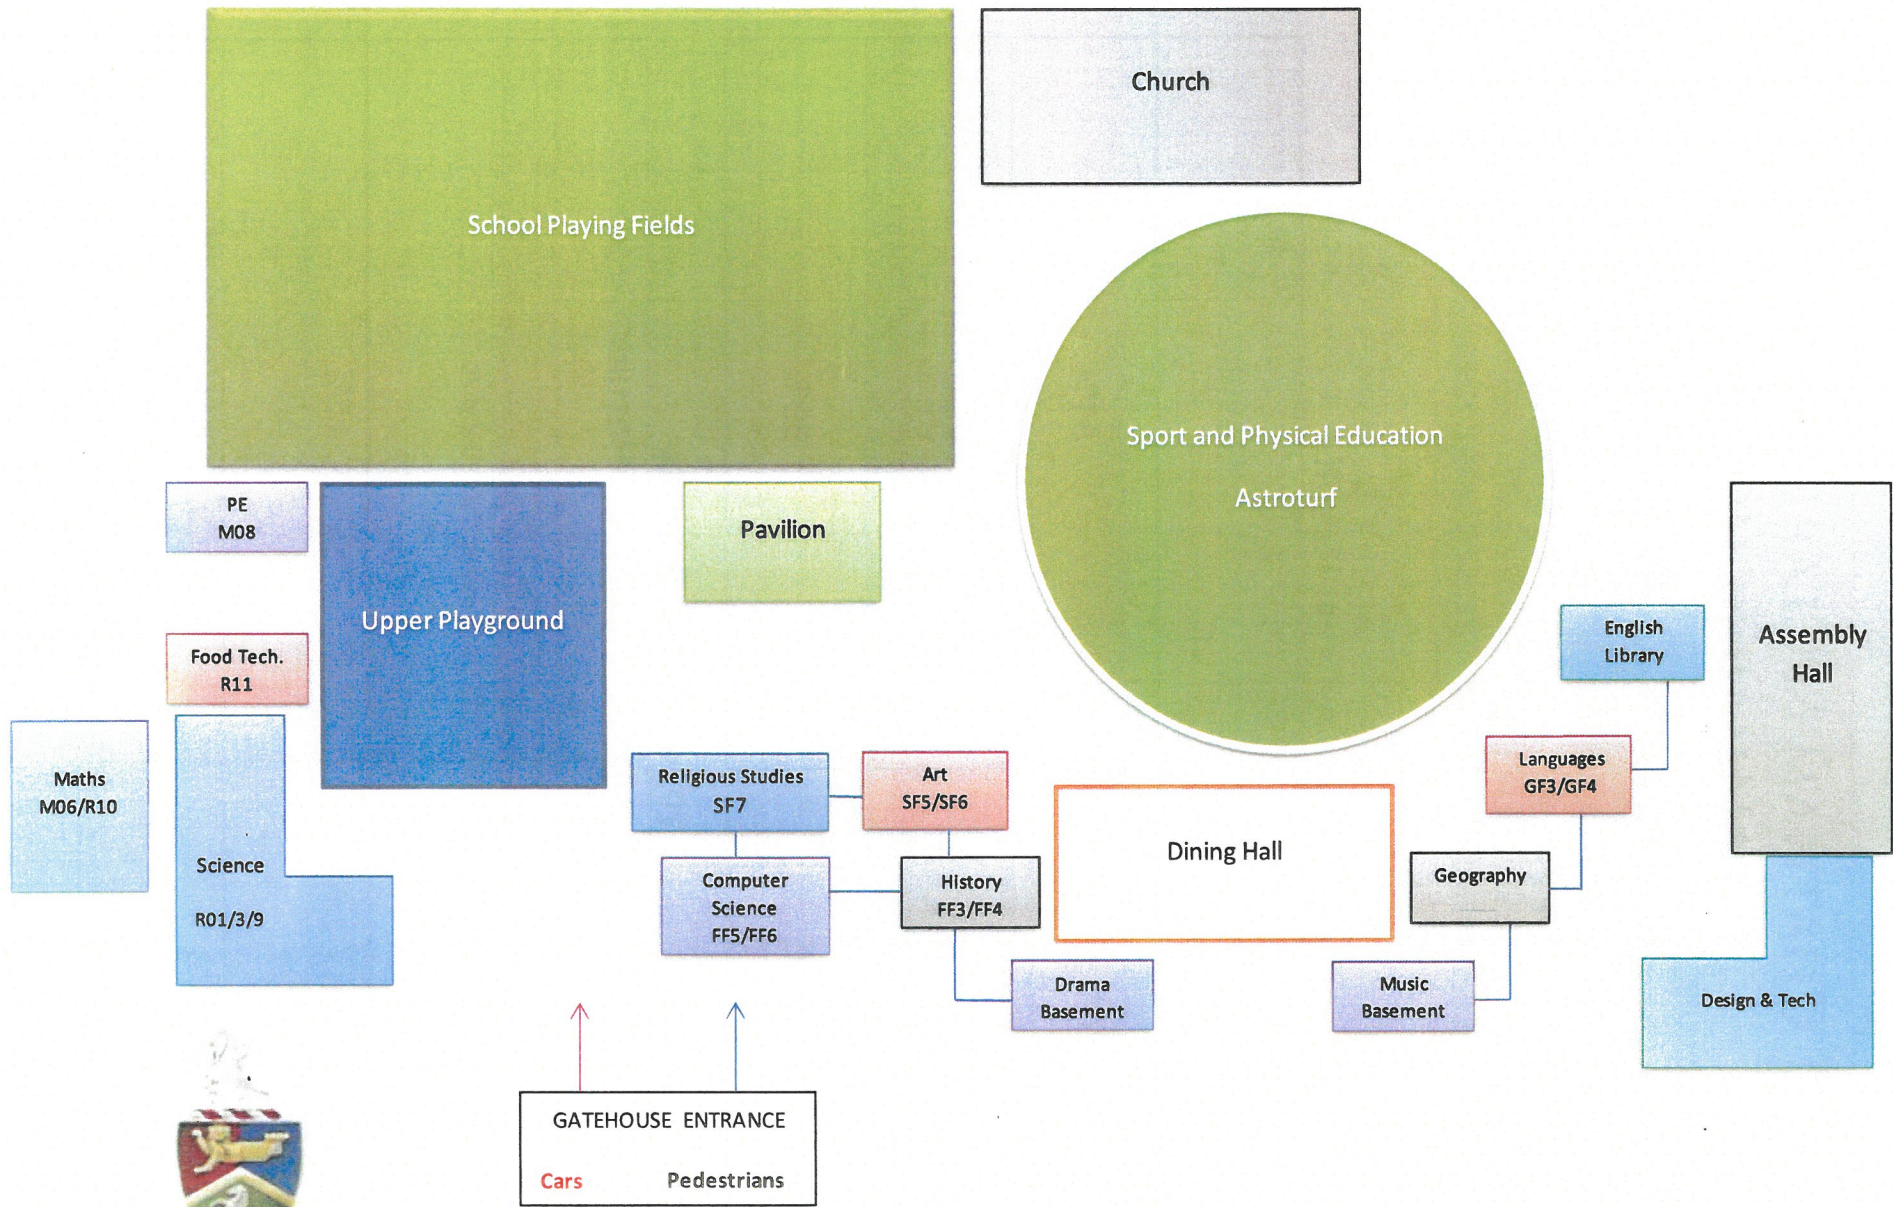 Church
School Playing Fields
Sport and Physical Education
Astroturf
PE
M08
Pavilion
Upper Playground
English
Library
Assembly
Hall
Food Tech.
R11
Maths
M06/R10
Science
R01/3/9
Religious Studies
SF7
Art
SF5/SF6
Languages
GF3/GF4
Dining Hall
Computer
Science
FF5/FF6
History
FF3/FF4
Geography
Drama
Basement
Music
Basement
Design & Tech
GATEHOUSE ENTRANCE
Cars Pedestrians